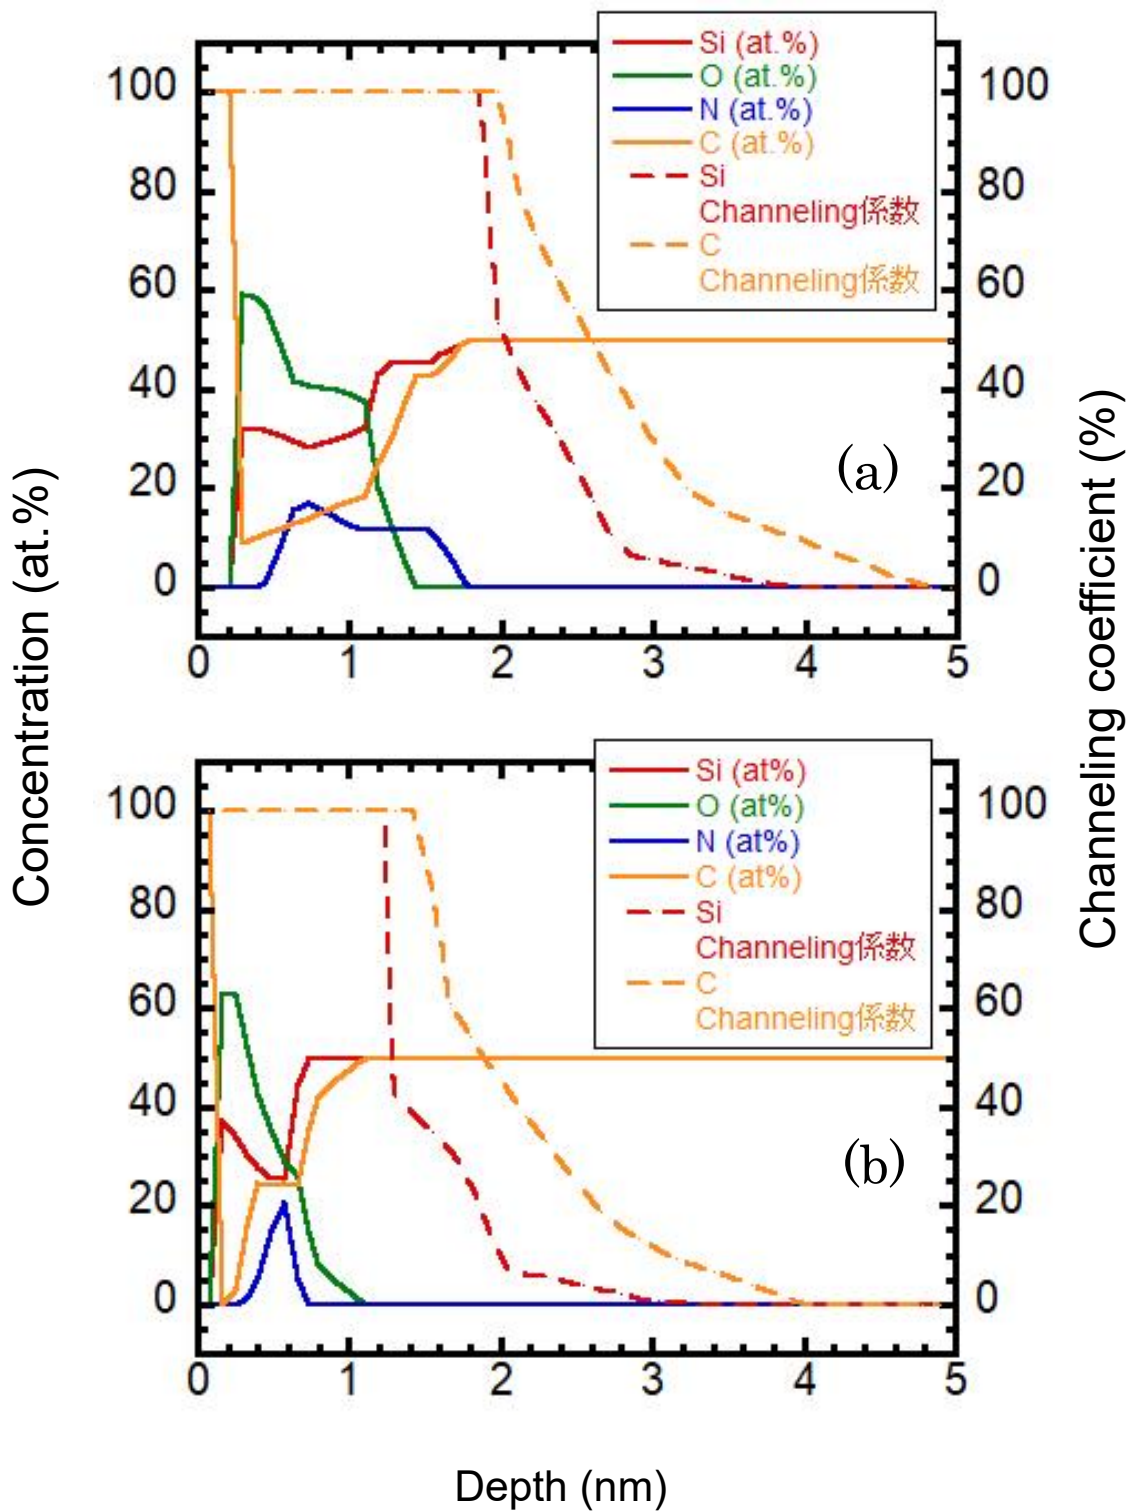 Concentration (at.%)
Channeling coefficient (%)
100
80
60
40
20
0
100
80
60
40
20
0
Si (at.%)
O (at.%)
N (at.%)
C (at.%)
Si
Channeling係数
C
Channeling係数
(a)
0 1 2 3 4 5
100
80
60
40
20
0
100
80
60
40
20
0
Si (at%)
O (at%)
N (at%)
C (at%)
Si
Channeling係数
C
Channeling係数
(b)
0 1 2 3 4 5
Depth (nm)